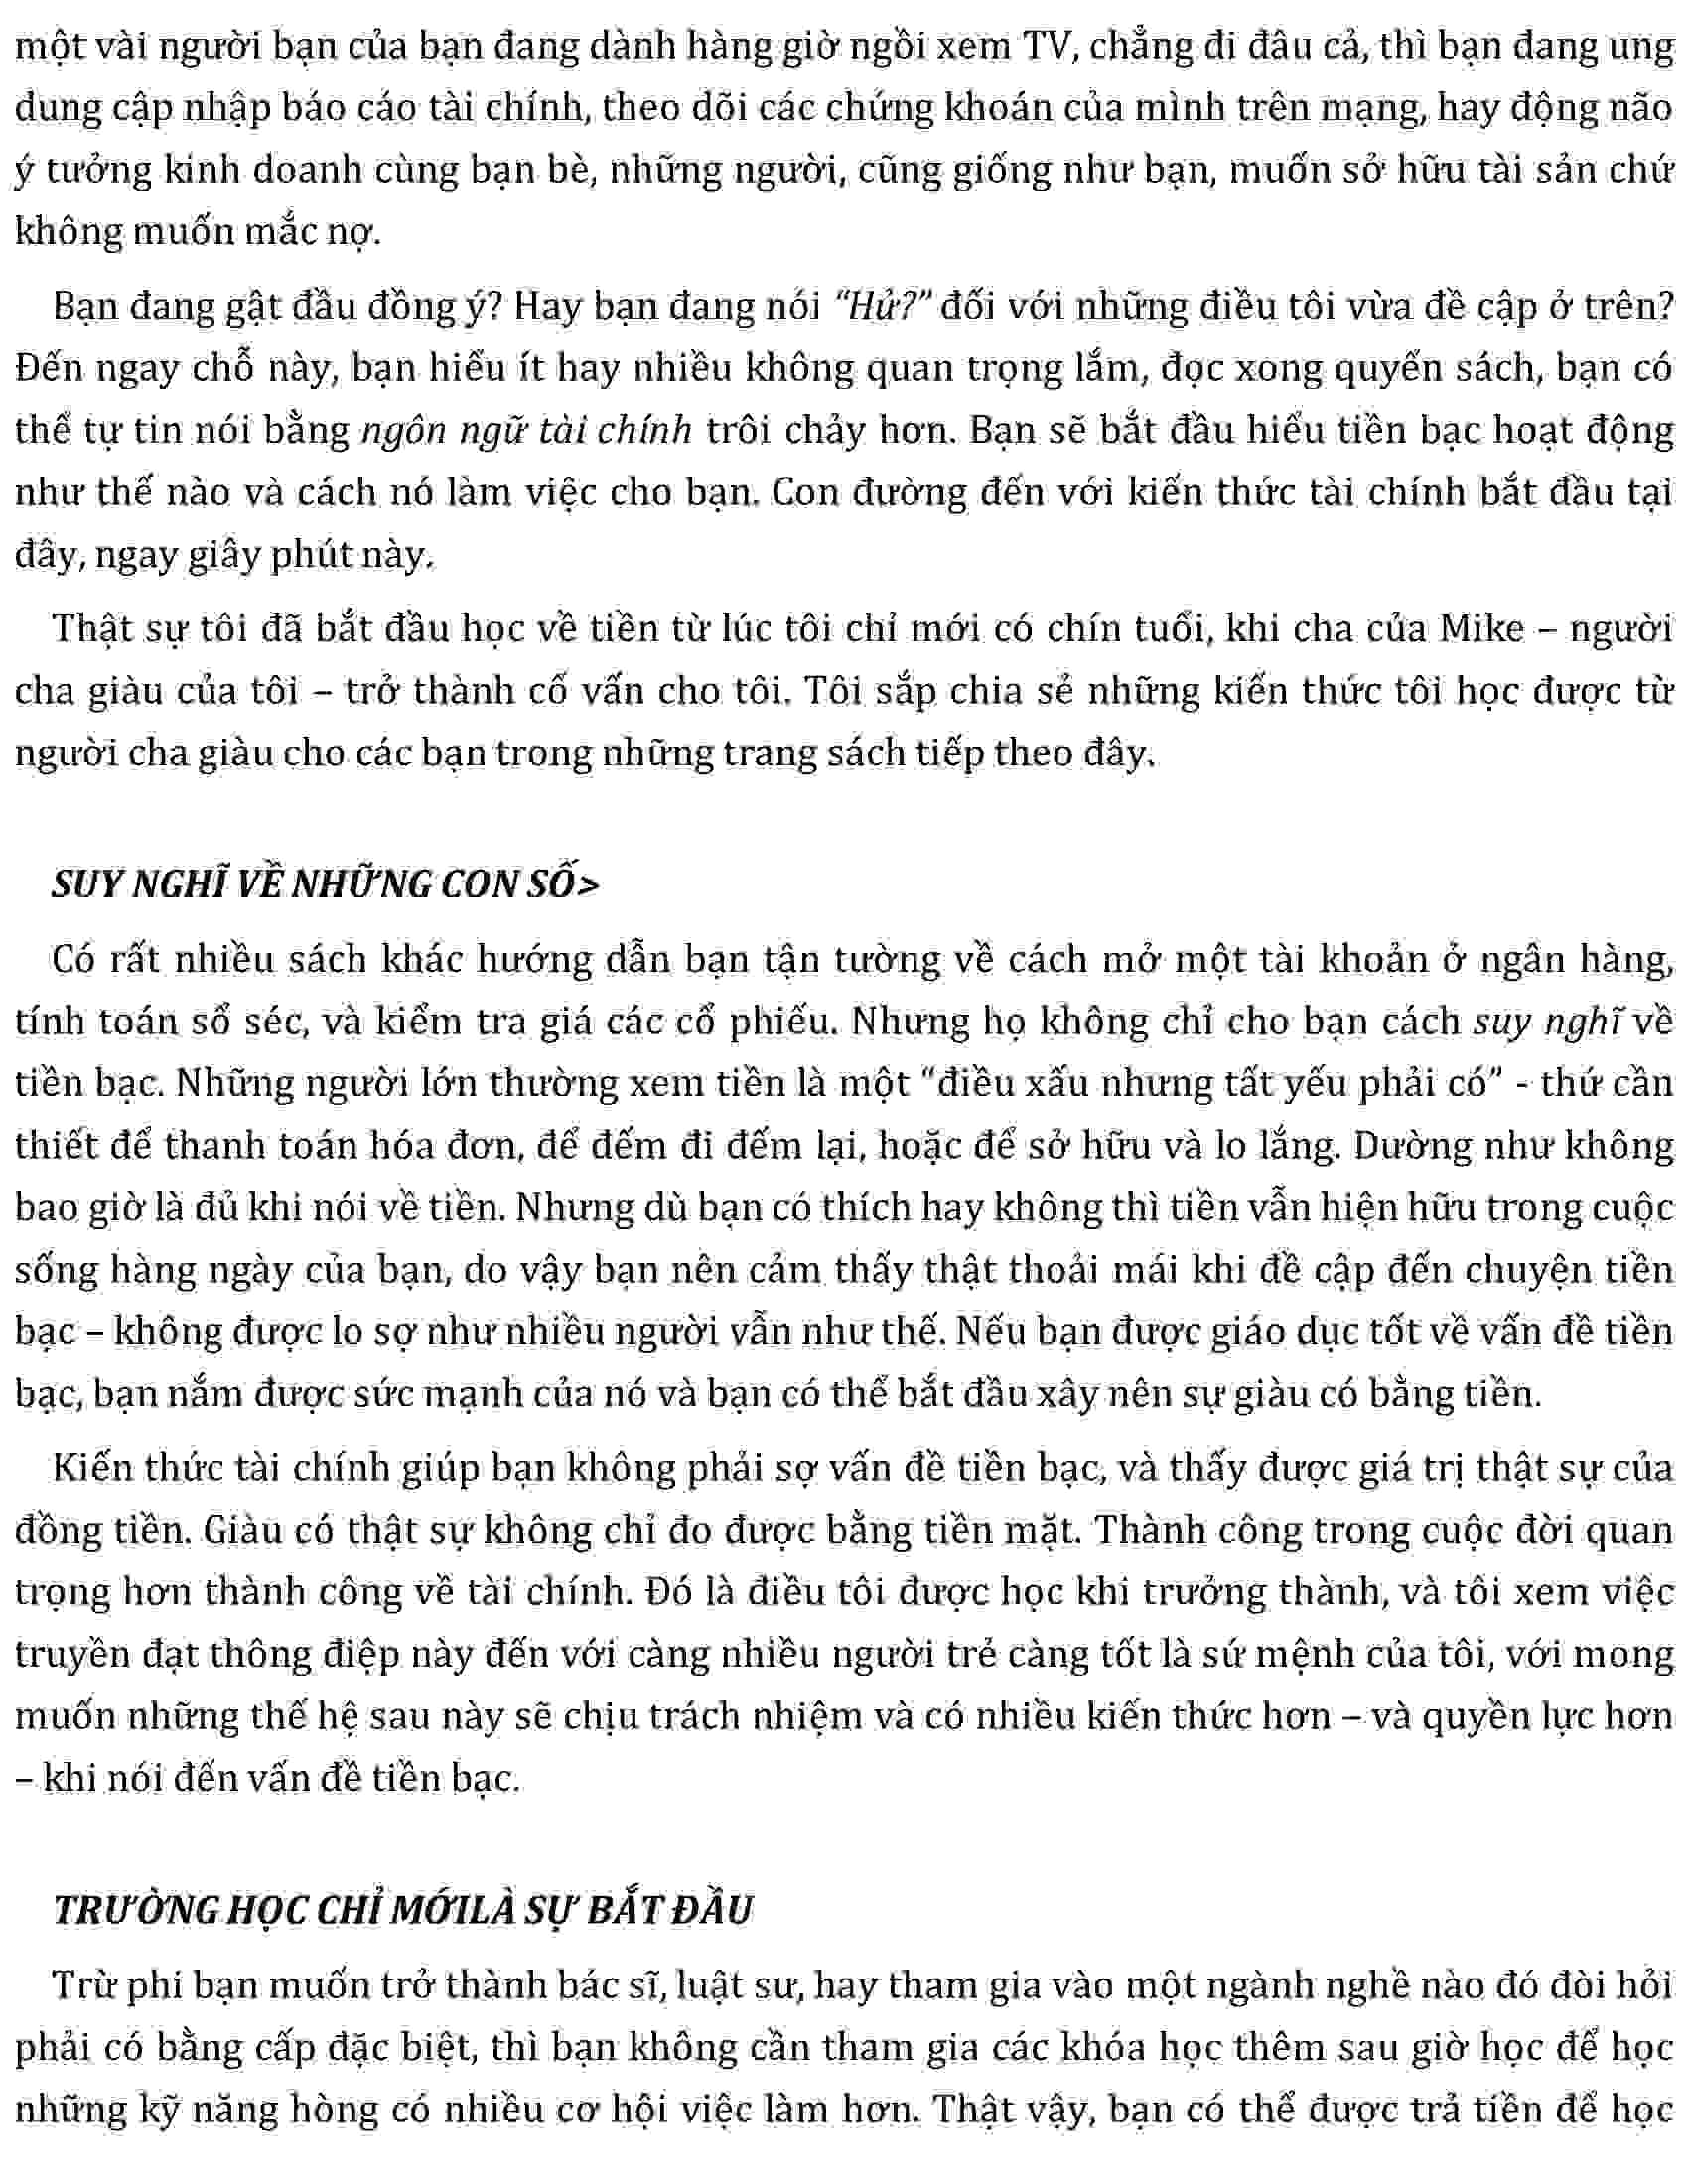 một vài người bạn của bạn đang dành hàng giờ ngồi xem TV, chẳng đi đâu cả, thì bạn đang ung
dung cập nhập báo cáo tài chính, theo dõi các chứng khoán của mình trên mạng, hay động não
ý tưởng kinh doanh cùng bạn bè, những người, cũng giống như bạn, muốn sở hữu tài sản chứ
không muốn mắc nợ.
Bạn đang gật đầu đồng ý? Hay bạn đang nói “Hử?” đối với những điều tôi vừa đề cập ở trên?
Đến ngay chỗ này, bạn hiểu ít hay nhiều không quan trọng lắm, đọc xong quyển sách, bạn có
thể tự tin nói bằng ngôn ngữ tài chính trôi chảy hơn. Bạn sẽ bắt đầu hiểu tiền bạc hoạt động
như thế nào và cách nó làm việc cho bạn. Con đường đến với kiến thức tài chính bắt đầu tại
đây, ngay giây phút này.
Thật sự tôi đã bắt đầu học về tiền từ lúc tôi chỉ mới có chín tuổi, khi cha của Mike – người
cha giàu của tôi – trở thành cố vấn cho tôi. Tôi sắp chia sẻ những kiến thức tôi học được từ
người cha giàu cho các bạn trong những trang sách tiếp theo đây.
SUY NGHĨ VỀ NHỮNG CON SỐ>
Có rất nhiều sách khác hướng dẫn bạn tận tường về cách mở một tài khoản ở ngân hàng,
tính toán sổ séc, và kiểm tra giá các cổ phiếu. Nhưng họ không chỉ cho bạn cách suy nghĩ về
tiền bạc. Những người lớn thường xem tiền là một “điều xấu nhưng tất yếu phải có” - thứ cần
thiết để thanh toán hóa đơn, để đếm đi đếm lại, hoặc để sở hữu và lo lắng. Dường như không
bao giờ là đủ khi nói về tiền. Nhưng dù bạn có thích hay không thì tiền vẫn hiện hữu trong cuộc
sống hàng ngày của bạn, do vậy bạn nên cảm thấy thật thoải mái khi đề cập đến chuyện tiền
bạc – không được lo sợ như nhiều người vẫn như thế. Nếu bạn được giáo dục tốt về vấn đề tiền
bạc, bạn nắm được sức mạnh của nó và bạn có thể bắt đầu xây nên sự giàu có bằng tiền.
Kiến thức tài chính giúp bạn không phải sợ vấn đề tiền bạc, và thấy được giá trị thật sự của
đồng tiền. Giàu có thật sự không chỉ đo được bằng tiền mặt. Thành công trong cuộc đời quan
trọng hơn thành công về tài chính. Đó là điều tôi được học khi trưởng thành, và tôi xem việc
truyền đạt thông điệp này đến với càng nhiều người trẻ càng tốt là sứ mệnh của tôi, với mong
muốn những thế hệ sau này sẽ chịu trách nhiệm và có nhiều kiến thức hơn – và quyền lực hơn
– khi nói đến vấn đề tiền bạc.
TRƯỜNG HỌC CHỈ MỚILÀ SỰ BẮT ĐẦU
Trừ phi bạn muốn trở thành bác sĩ, luật sư, hay tham gia vào một ngành nghề nào đó đòi hỏi
phải có bằng cấp đặc biệt, thì bạn không cần tham gia các khóa học thêm sau giờ học để học
những kỹ năng hòng có nhiều cơ hội việc làm hơn. Thật vậy, bạn có thể được trả tiền để học